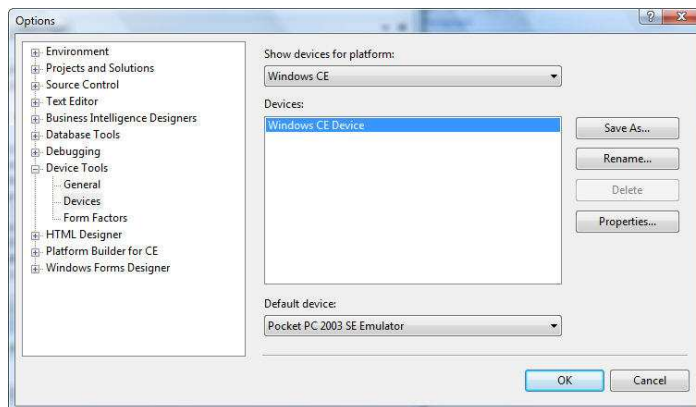 Options
Environment
Projects and Solutions
Source Control
Text Editor
Business Intelligence Designers
Database Tools
Debugging
Device Tools
General
Devices
Form Factors
HTML Designer
Platform Builder for CE
Windows Forms Designer
Show devices for platform:
Windows CE
Devices:
Windows CE Device
Save As...
Rename...
Delete
Properties...
Default device:
Pocket PC 2003 SE Emulator
OK
Cancel